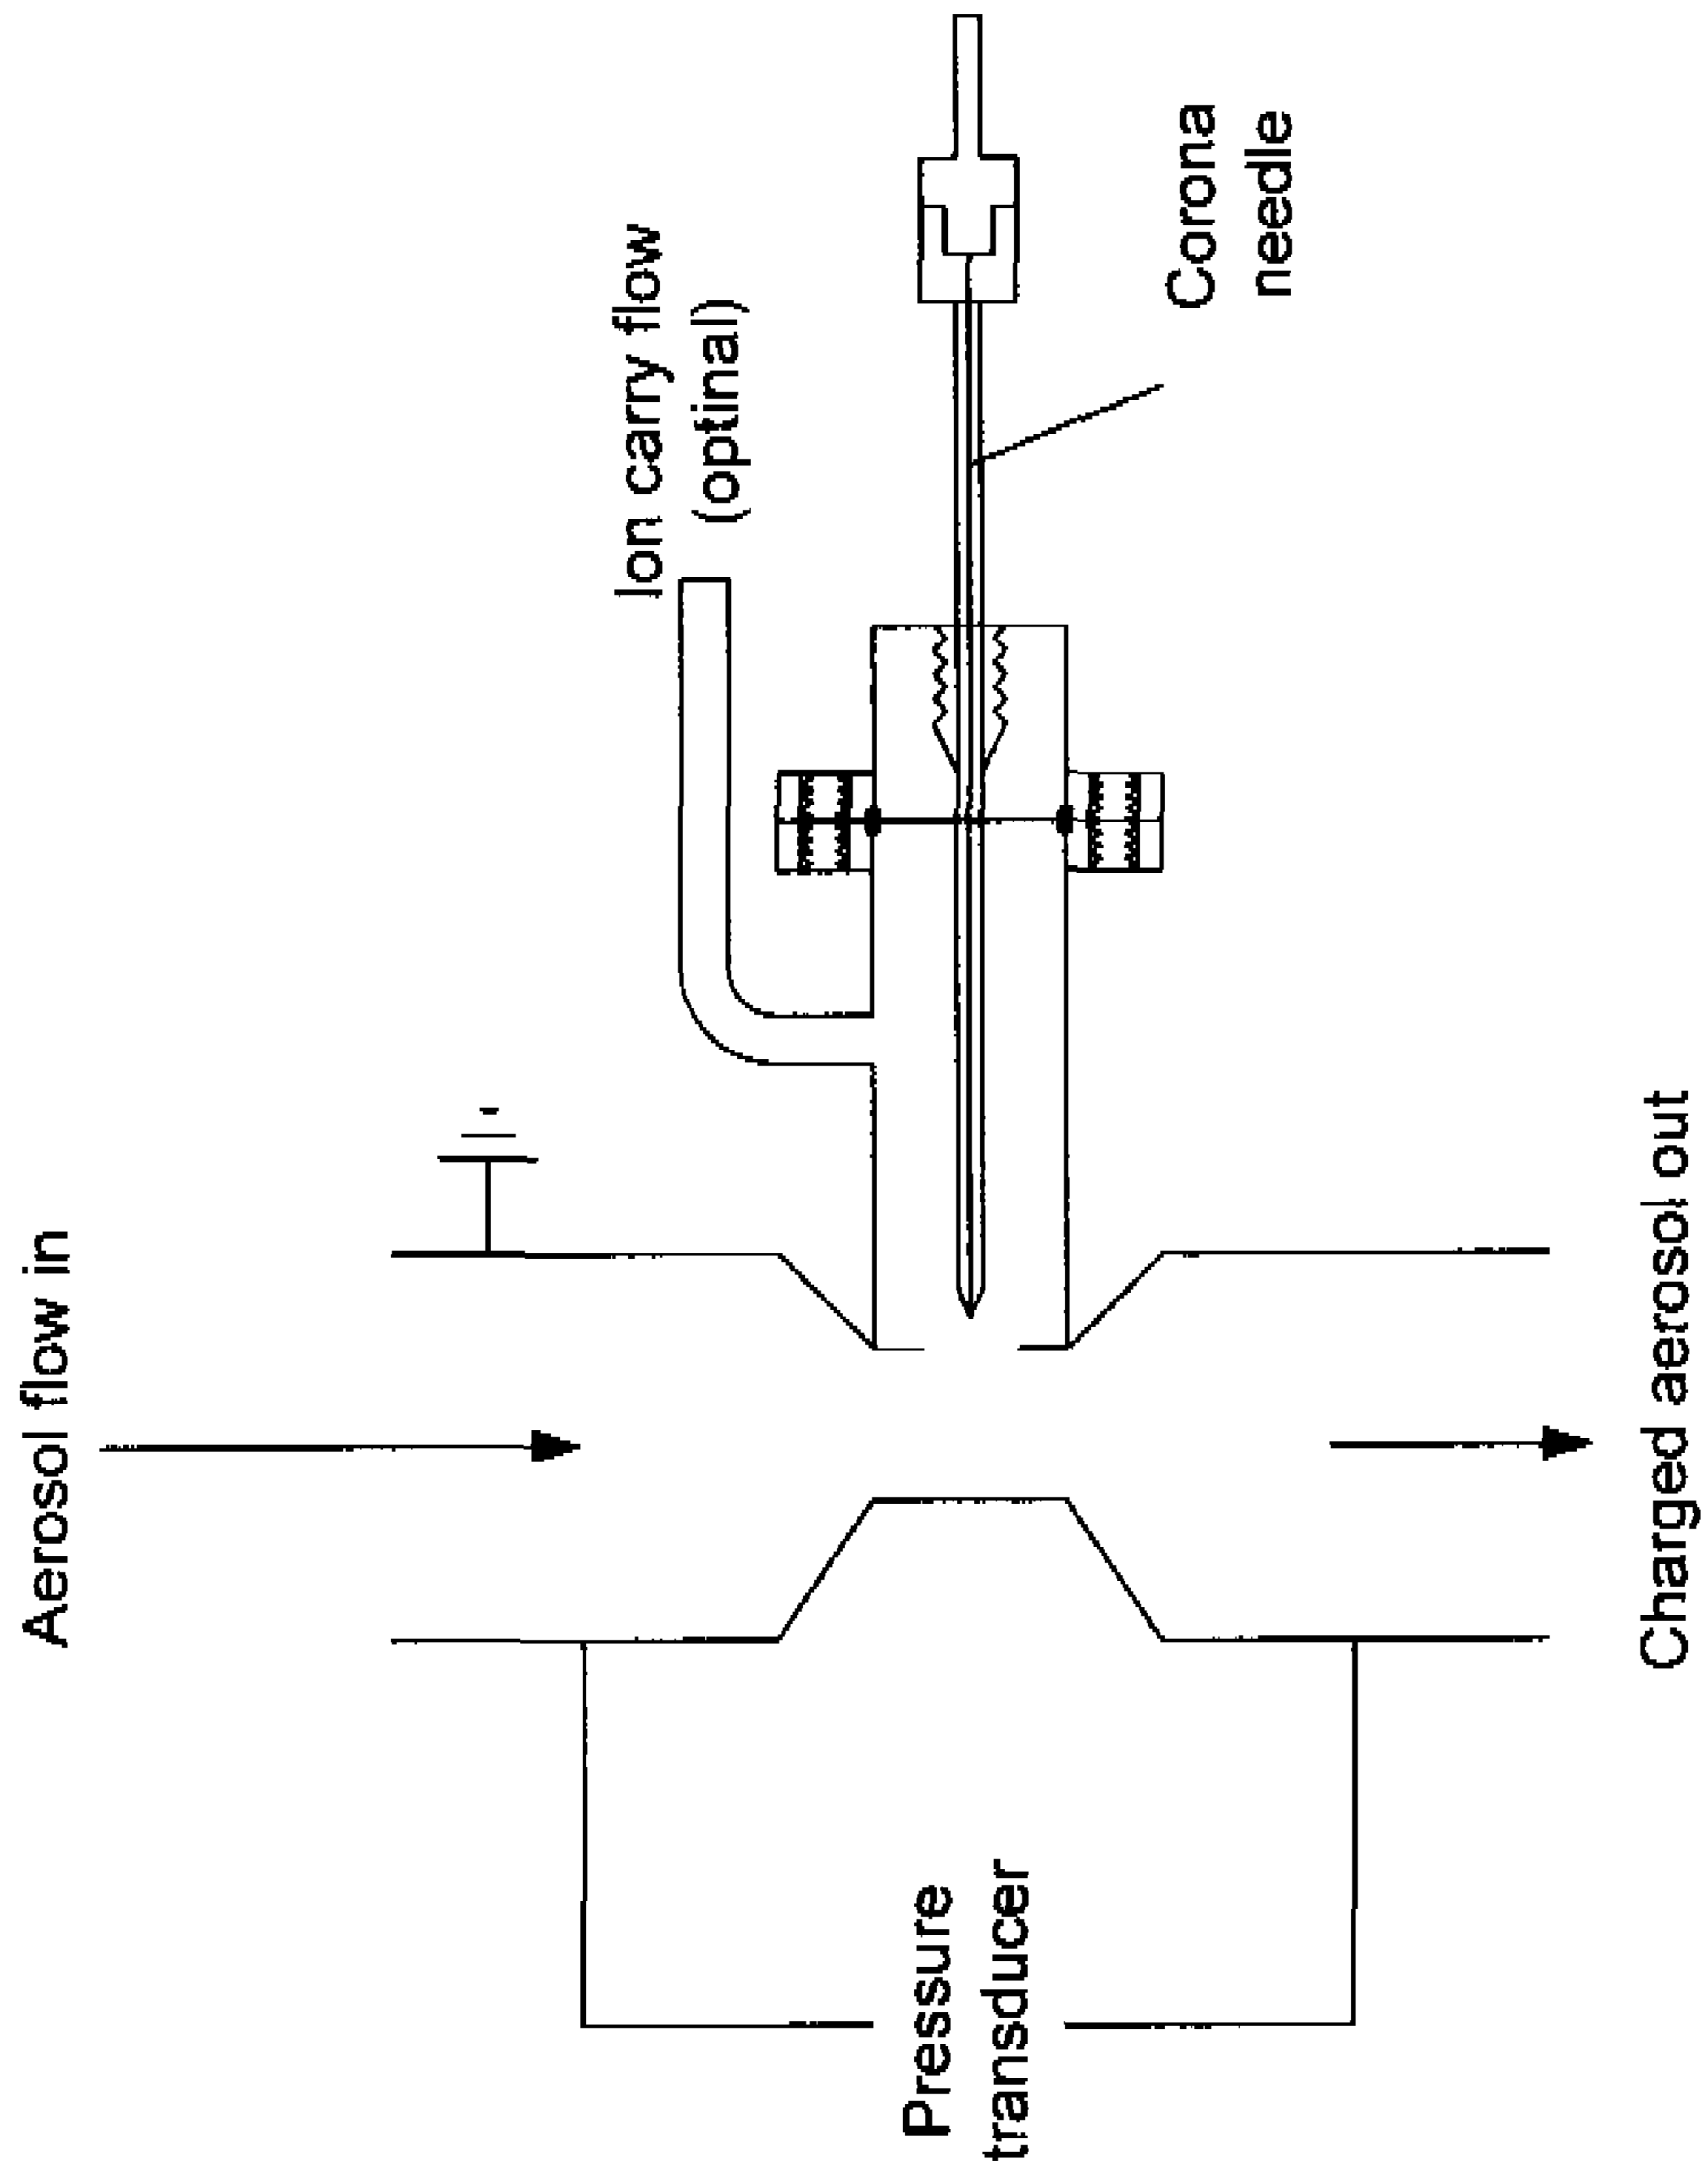 Aerosol flow in
Ion carry flow
(optinal)
Corona
needle
Pressure
transducer
Charged aerosol out